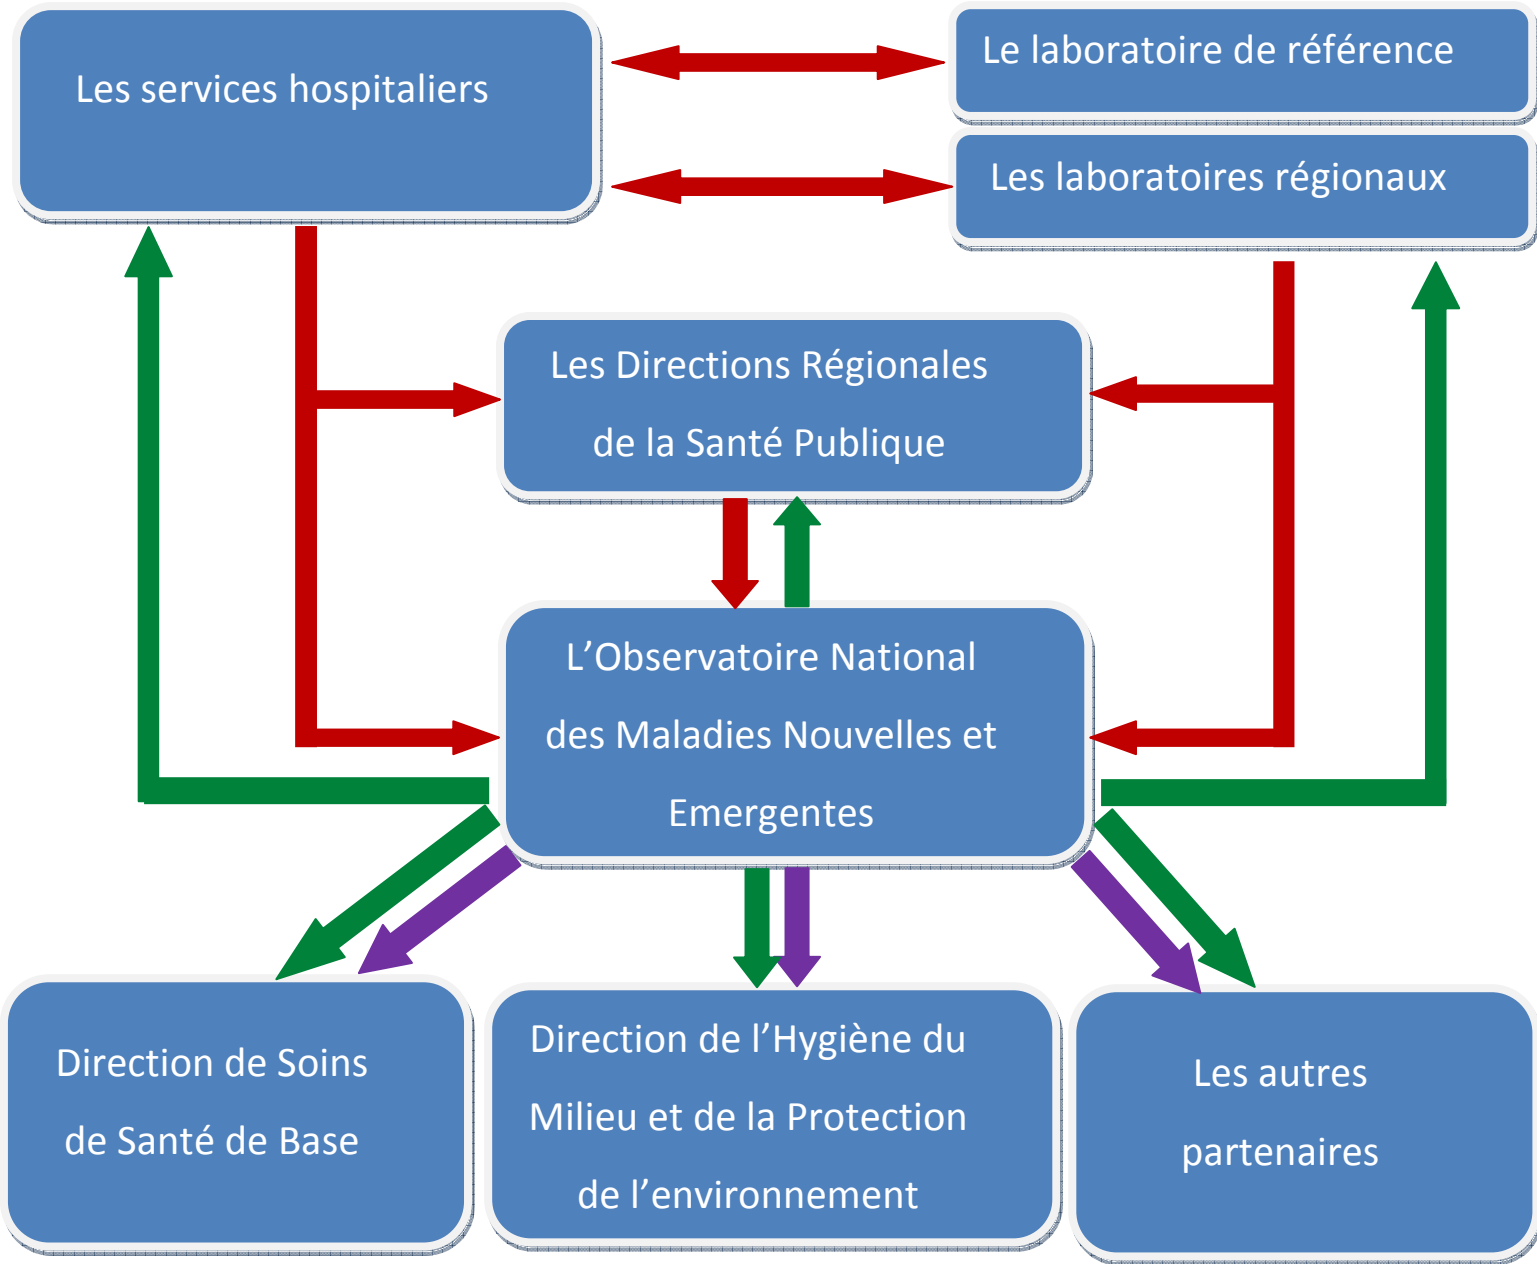 Les services hospitaliers
Le laboratoire de référence
Les laboratoires régionaux
Les Directions Régionales
de la Santé Publique
L’Observatoire National
des Maladies Nouvelles et
Emergentes
Direction de Soins
de Santé de Base
Direction de l’Hygiène du
Milieu et de la Protection
de l’environnement
Les autres
partenaires